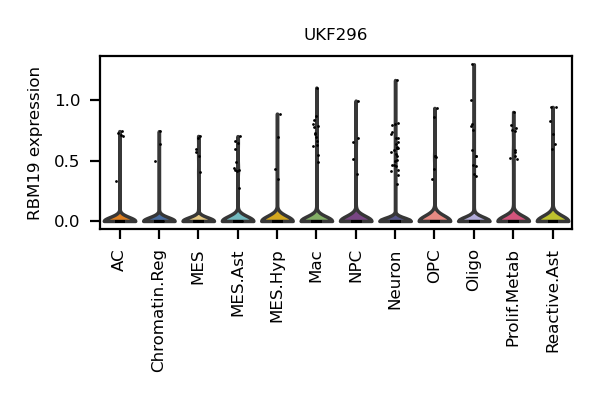 UKF296
RBM19 expression
1.0
0.5
0.0
AC
Chromatin.Reg
MES
MES.Ast
MES.Hyp
Mac
NPC
Neuron
OPC
Oligo
Prolif.Metab
Reactive.Ast